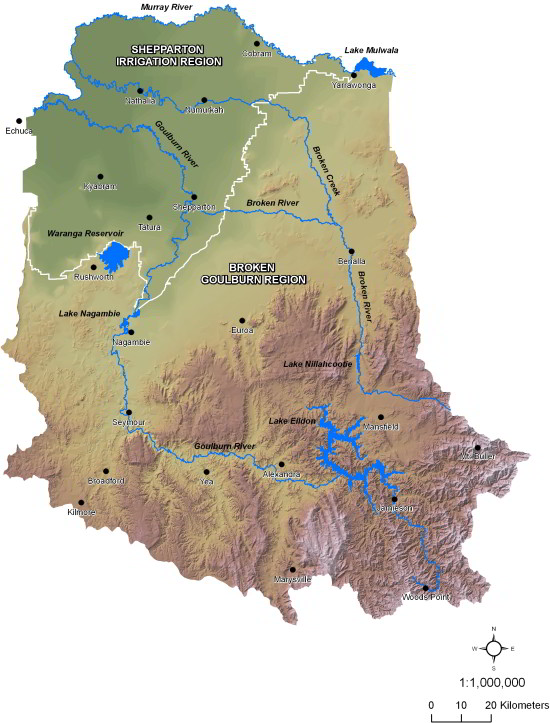 Murray River
SHEPPARTON
IRRIGATION REGION
Cobram
Lake Mulwala
Yarrawonga
Nathalia
Numurkah
Echuca
Goulburn River
Broken Creek
Kyabram
Shepparton
Broken River
Tatura
Waranga Reservoir
Benalla
Rushworth
BROKEN
GOULBURN REGION
Broken River
Lake Nagambie
Euroa
Nagambie
Lake Nillahcootie
Lake Eildon
Seymour
Mansfield
Goulburn River
Mt. Buller
Broadford
Yea
Alexandra
Kilmore
Jamieson
Marysville
Woods Point
N
W E
S
1:1,000,000
0 10 20 Kilometers